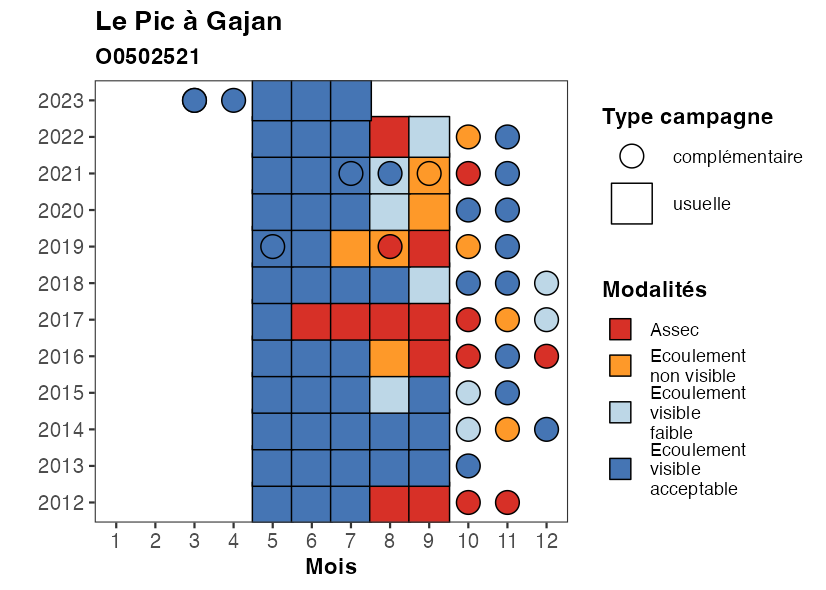 Le Pic à Gajan
O0502521
2023
2022
2021
2020
2019
2018
2017
2016
2015
2014
2013
2012
1 2 3 4 5 6 7 8 9 10 11 12
Mois
Type campagne
complémentaire
usuelle
Modalités
Assec
Ecoulement
non visible
Ecoulement
visible
faible
Ecoulement
visible
acceptable